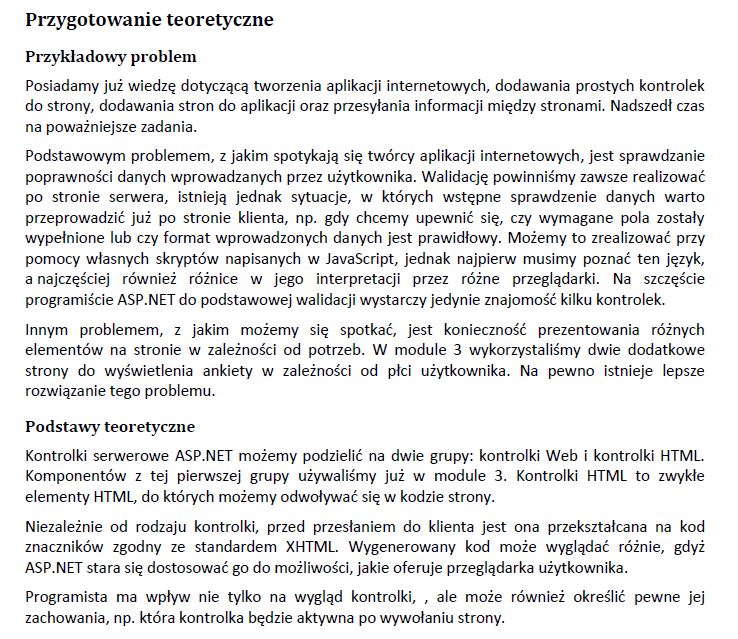 Przygotowanie teoretyczne
Przykładowy problem
Posiadamy już wiedzę dotyczącą tworzenia aplikacji internetowych, dodawania prostych kontrolek
do strony, dodawania stron do aplikacji oraz przesyłania informacji między stronami. Nadszedł czas
na poważniejsze zadania.
Podstawowym problemem, z jakim spotykają się twórcy aplikacji internetowych, jest sprawdzanie
poprawności danych wprowadzanych przez użytkownika. Walidację powinniśmy zawsze realizować
po stronie serwera, istnieją jednak sytuacje, w których wstępne sprawdzenie danych warto
przeprowadzić już po stronie klienta, np. gdy chcemy upewnić się, czy wymagane pola zostały
wypełnione lub czy format wprowadzonych danych jest prawidłowy. Możemy to zrealizować przy
pomocy własnych skryptów napisanych w JavaScript, jednak najpierw musimy poznać ten język,
a najczęściej również różnice w jego interpretacji przez różne przeglądarki. Na szczęście
programiście ASP.NET do podstawowej walidacji wystarczy jedynie znajomość kilku kontrolek.
Innym problemem, z jakim możemy się spotkać, jest konieczność prezentowania różnych
elementów na stronie w zależności od potrzeb. W module 3 wykorzystaliśmy dwie dodatkowe
strony do wyświetlenia ankiety w zależności od płci użytkownika. Na pewno istnieje lepsze
rozwiązanie tego problemu.
Podstawy teoretyczne
Kontrolki serwerowe ASP.NET możemy podzielić na dwie grupy: kontrolki Web i kontrolki HTML.
Komponentów z tej pierwszej grupy używaliśmy już w module 3. Kontrolki HTML to zwykłe
elementy HTML, do których możemy odwoływać się w kodzie strony.
Niezależnie od rodzaju kontrolki, przed przesłaniem do klienta jest ona przekształcana na kod
znaczników zgodny ze standardem XHTML. Wygenerowany kod może wyglądać różnie, gdyż
ASP.NET stara się dostosować go do możliwości, jakie oferuje przeglądarka użytkownika.
Programista ma wpływ nie tylko na wygląd kontrolki, , ale może również określić pewne jej
zachowania, np. która kontrolka będzie aktywna po wywołaniu strony.